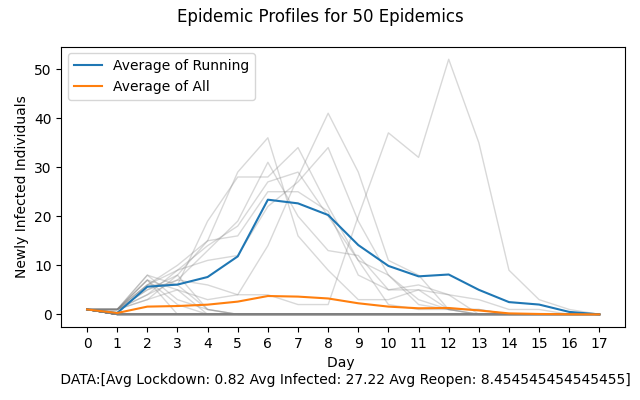 Epidemic Profiles for 50 Epidemics
Average of Running
Average of All
Newly Infected Individuals
50
40
30
20
10
0
0 1 2 3 4 5 6 7 8 9 10 11 12 13 14 15 16 17
Day
DATA:[Avg Lockdown: 0.82 Avg Infected: 27.22 Avg Reopen: 8.454545454545455]